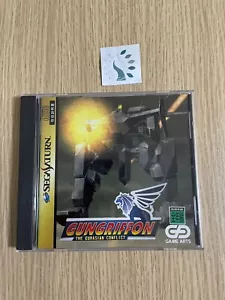 SEGA SATURN
GUNGRIFFON
THE EURASIAN CONFLICT
GAME ARTS